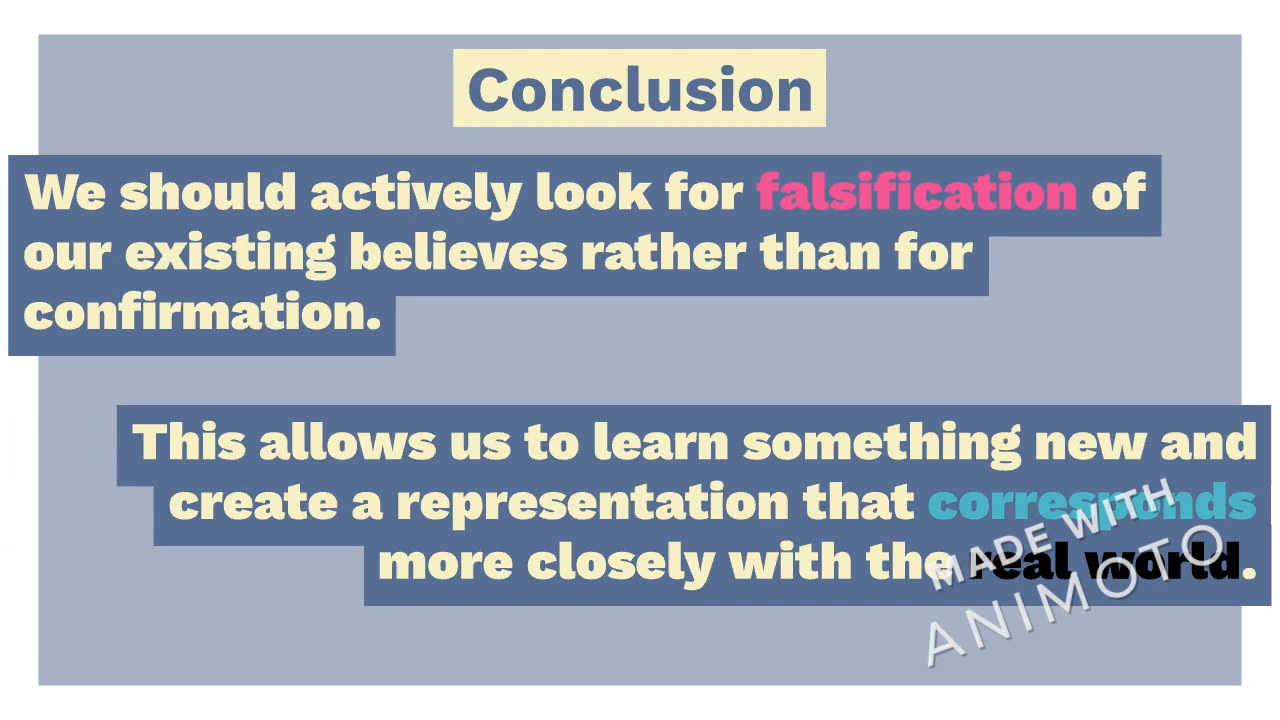 Conclusion
We should actively look for falsification of
our existing believes rather than for
confirmation.
This allows us to learn something new and
create a representation that corresponds
more closely with the real world.
MADE WITH
ANIMOTO